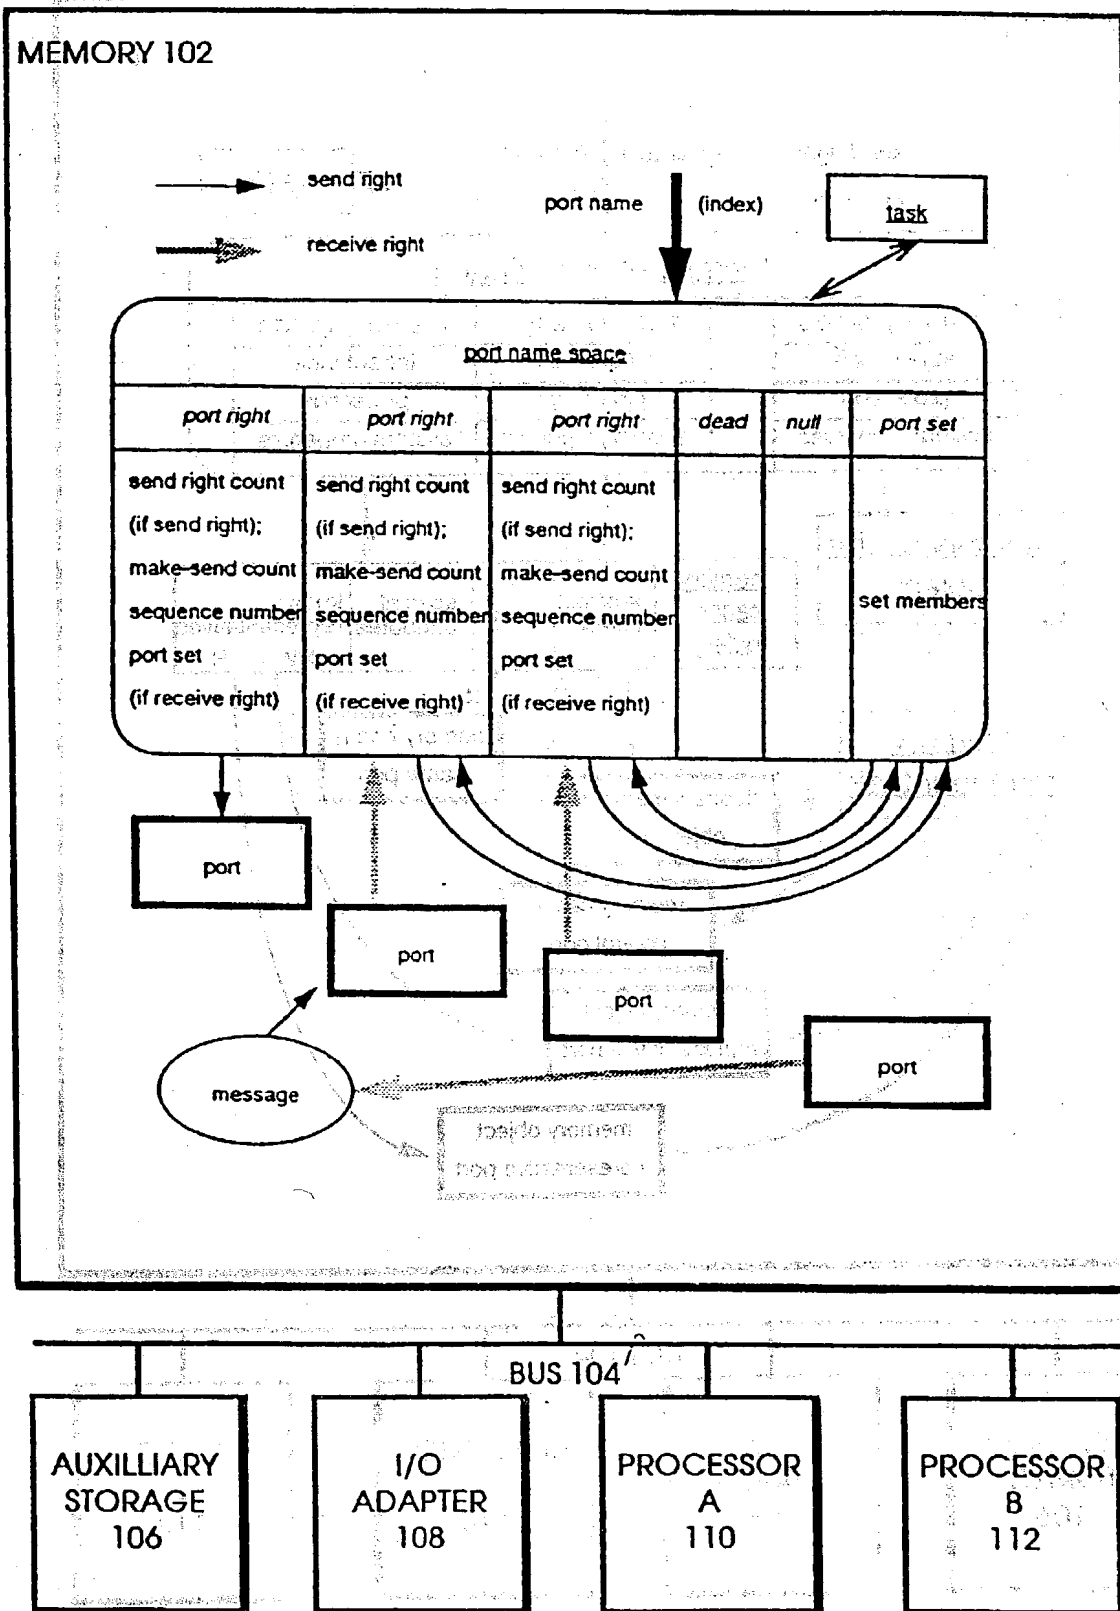 MEMORY 102
send right
receive right
port name (index)
task
port name space
port right port right port right dead null port set
send right count send right count send right count
(if send right); (if send right); (if send right);
make-send count make-send count make-send count
sequence number sequence number sequence number
set members
port set port set port set
(if receive right) (if receive right) (if receive right)
port
port
port
port
message
memory object
port
BUS 104
AUXILLIARY
STORAGE
106
I/O
ADAPTER
108
PROCESSOR
A
110
PROCESSOR
B
112